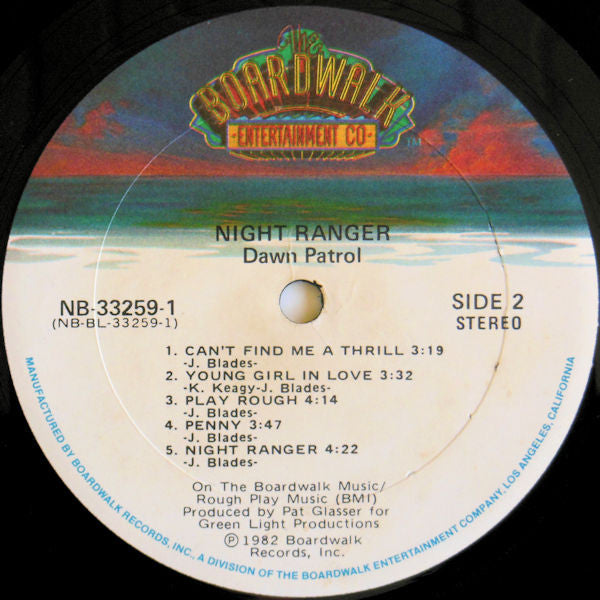 The
BOARDWALK
ENTERTAINMENT CO.
TM
NIGHT RANGER
Dawn Patrol
NB-33259-1
(NB-BL-33259-1)
SIDE 2
STEREO
1. CAN'T FIND ME A THRILL 3:19
-J. Blades-
2. YOUNG GIRL IN LOVE 3:32
-K. Keagy-J. Blades-
3. PLAY ROUGH 4:14
-J. Blades-
4. PENNY 3:47
-J. Blades-
5. NIGHT RANGER 4:22
-J. Blades-
On The Boardwalk Music/
Rough Play Music (BMI)
Produced by Pat Glasser for
Green Light Productions
Ⓟ 1982 Boardwalk
Records, Inc.
MANUFACTURED BY BOARDWALK RECORDS, INC., A DIVISION OF THE BOARDWALK ENTERTAINMENT COMPANY, LOS ANGELES, CALIFORNIA